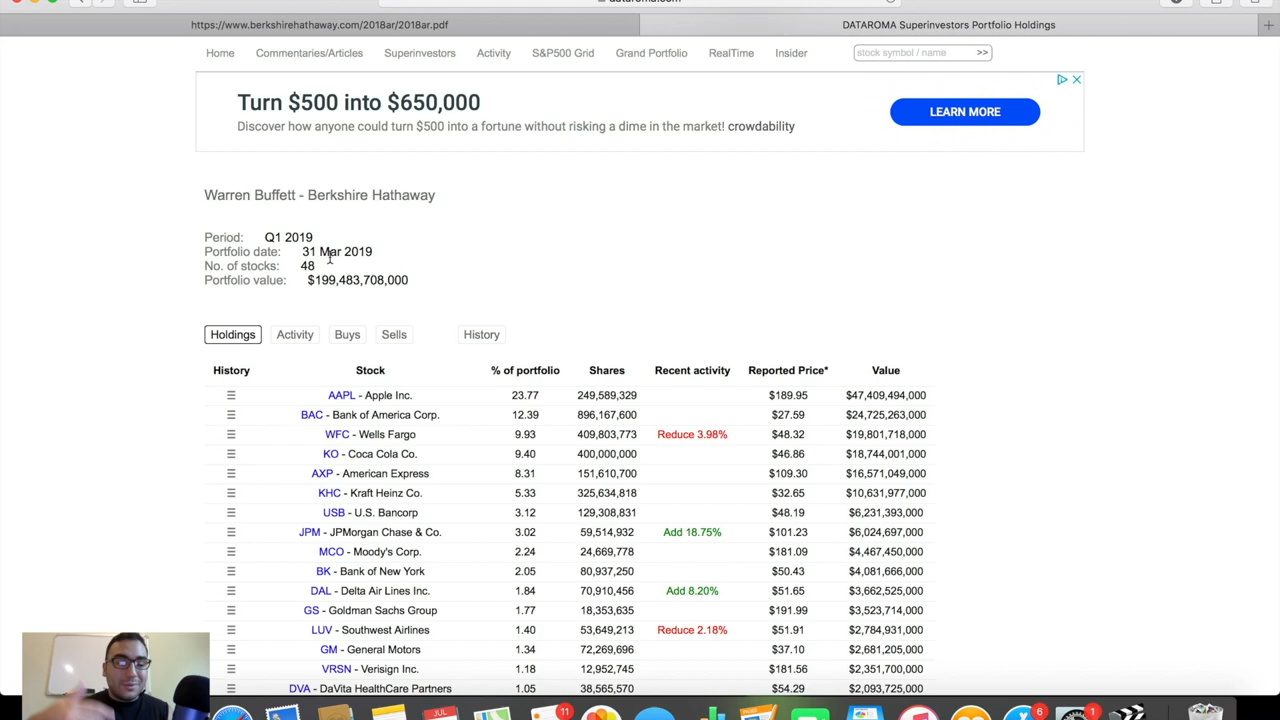 dataroma.com
https://www.berkshirehathaway.com/2018ar/2018ar.pdf
DATAROMA Superinvestors Portfolio Holdings
Home Commentaries/Articles Superinvestors Activity S&P500 Grid Grand Portfolio RealTime Insider stock symbol / name >>
Turn $500 into $650,000
Discover how anyone could turn $500 into a fortune without risking a dime in the market! crowdability
LEARN MORE
Warren Buffett - Berkshire Hathaway
Period: Q1 2019
Portfolio date: 31 Mar 2019
No. of stocks: 48
Portfolio value: $199,483,708,000
Holdings Activity Buys Sells History
History Stock % of portfolio Shares Recent activity Reported Price* Value
AAPL - Apple Inc. 23.77 249,589,329 $189.95 $47,409,494,000
BAC - Bank of America Corp. 12.39 896,167,600 $27.59 $24,725,263,000
WFC - Wells Fargo 9.93 409,803,773 Reduce 3.98% $48.32 $19,801,718,000
KO - Coca Cola Co. 9.40 400,000,000 $46.86 $18,744,001,000
AXP - American Express 8.31 151,610,700 $109.30 $16,571,049,000
KHC - Kraft Heinz Co. 5.33 325,634,818 $32.65 $10,631,977,000
USB - U.S. Bancorp 3.12 129,308,831 $48.19 $6,231,393,000
JPM - JPMorgan Chase & Co. 3.02 59,514,932 Add 18.75% $101.23 $6,024,697,000
MCO - Moody's Corp. 2.24 24,669,778 $181.09 $4,467,450,000
BK - Bank of New York 2.05 80,937,250 $50.43 $4,081,666,000
DAL - Delta Air Lines Inc. 1.84 70,910,456 Add 8.20% $51.65 $3,662,525,000
GS - Goldman Sachs Group 1.77 18,353,635 $191.99 $3,523,714,000
LUV - Southwest Airlines 1.40 53,649,213 Reduce 2.18% $51.91 $2,784,931,000
GM - General Motors 1.34 72,269,696 $37.10 $2,681,205,000
VRSN - Verisign Inc. 1.18 12,952,745 $181.56 $2,351,700,000
DVA - DaVita HealthCare Partners 1.05 38,565,570 $54.29 $2,093,725,000
JUL 11 6 1